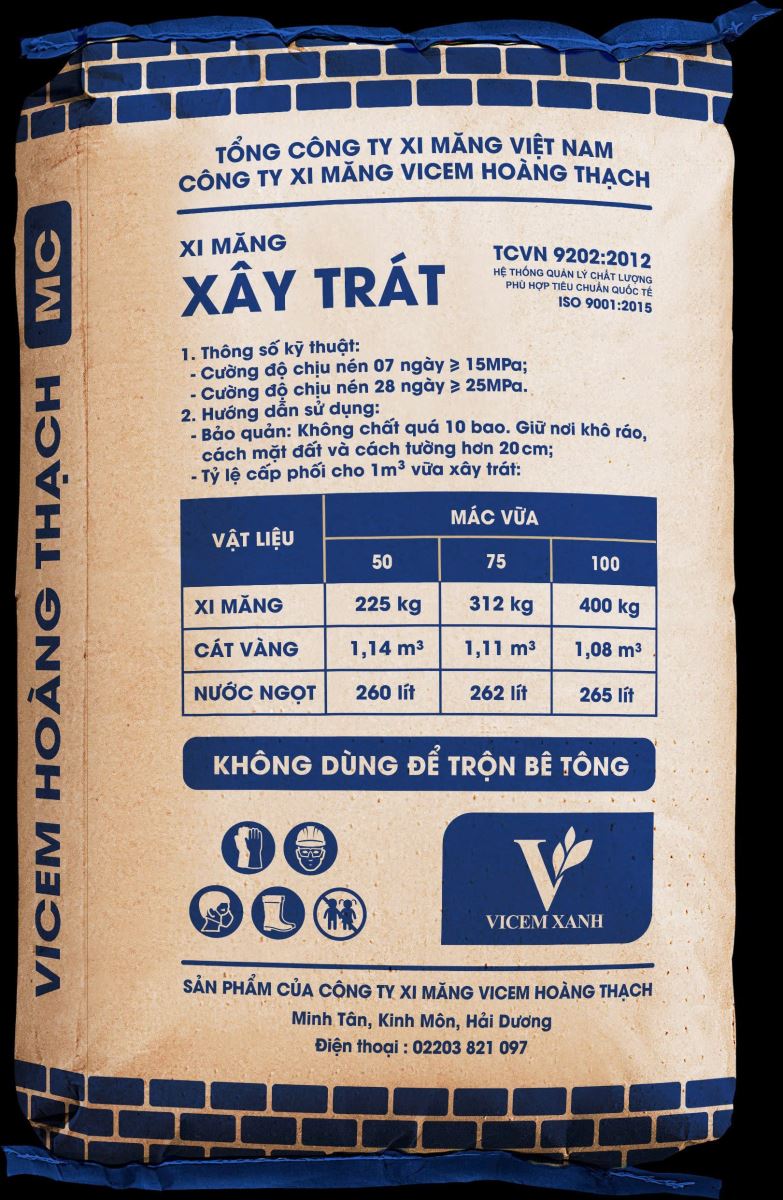 TỔNG CÔNG TY XI MĂNG VIỆT NAM
CÔNG TY XI MĂNG VICEM HOÀNG THẠCH
XI MĂNG
XÂY TRÁT
TCVN 9202:2012
HỆ THỐNG QUẢN LÝ CHẤT LƯỢNG
PHÙ HỢP TIÊU CHUẨN QUỐC TẾ
ISO 9001:2015
1. Thông số kỹ thuật:
- Cường độ chịu nén 07 ngày ⩾ 15MPa;
- Cường độ chịu nén 28 ngày ⩾ 25MPa.
2. Hướng dẫn sử dụng:
- Bảo quản: Không chất quá 10 bao. Giữ nơi khô ráo,
cách mặt đất và cách tường hơn 20cm;
- Tỷ lệ cấp phối cho 1m³ vữa xây trát:
VẬT LIỆU MÁC VỮA
50 75 100
XI MĂNG 225 kg 312 kg 400 kg
CÁT VÀNG 1,14 m³ 1,11 m³ 1,08 m³
NƯỚC NGỌT 260 lít 262 lít 265 lít
KHÔNG DÙNG ĐỂ TRỘN BÊ TÔNG
V
VICEM XANH
SẢN PHẨM CỦA CÔNG TY XI MĂNG VICEM HOÀNG THẠCH
Minh Tân, Kinh Môn, Hải Dương
Điện thoại : 02203 821 097
VICEM HOÀNG THẠCH MC